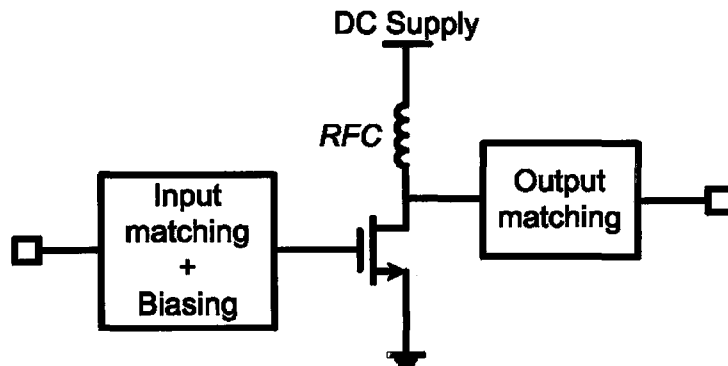 DC Supply
RFC
Input
matching
+
Biasing
Output
matching